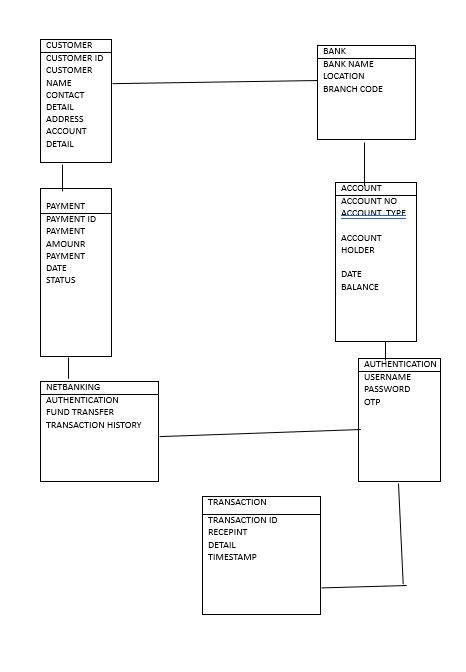 CUSTOMER
CUSTOMER ID
CUSTOMER
NAME
CONTACT
DETAIL
ADDRESS
ACCOUNT
DETAIL
BANK
BANK NAME
LOCATION
BRANCH CODE
PAYMENT
PAYMENT ID
PAYMENT
AMOUNR
PAYMENT
DATE
STATUS
ACCOUNT
ACCOUNT NO
ACCOUNT TYPE
ACCOUNT
HOLDER
DATE
BALANCE
NETBANKING
AUTHENTICATION
FUND TRANSFER
TRANSACTION HISTORY
AUTHENTICATION
USERNAME
PASSWORD
OTP
TRANSACTION
TRANSACTION ID
RECEPINT
DETAIL
TIMESTAMP